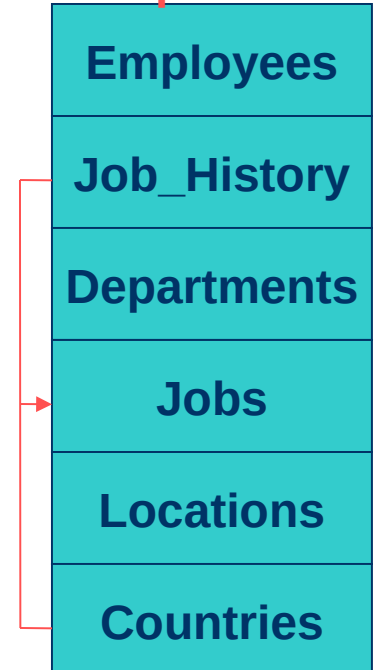 Employees
Job_History
Departments
Jobs
Locations
Countries